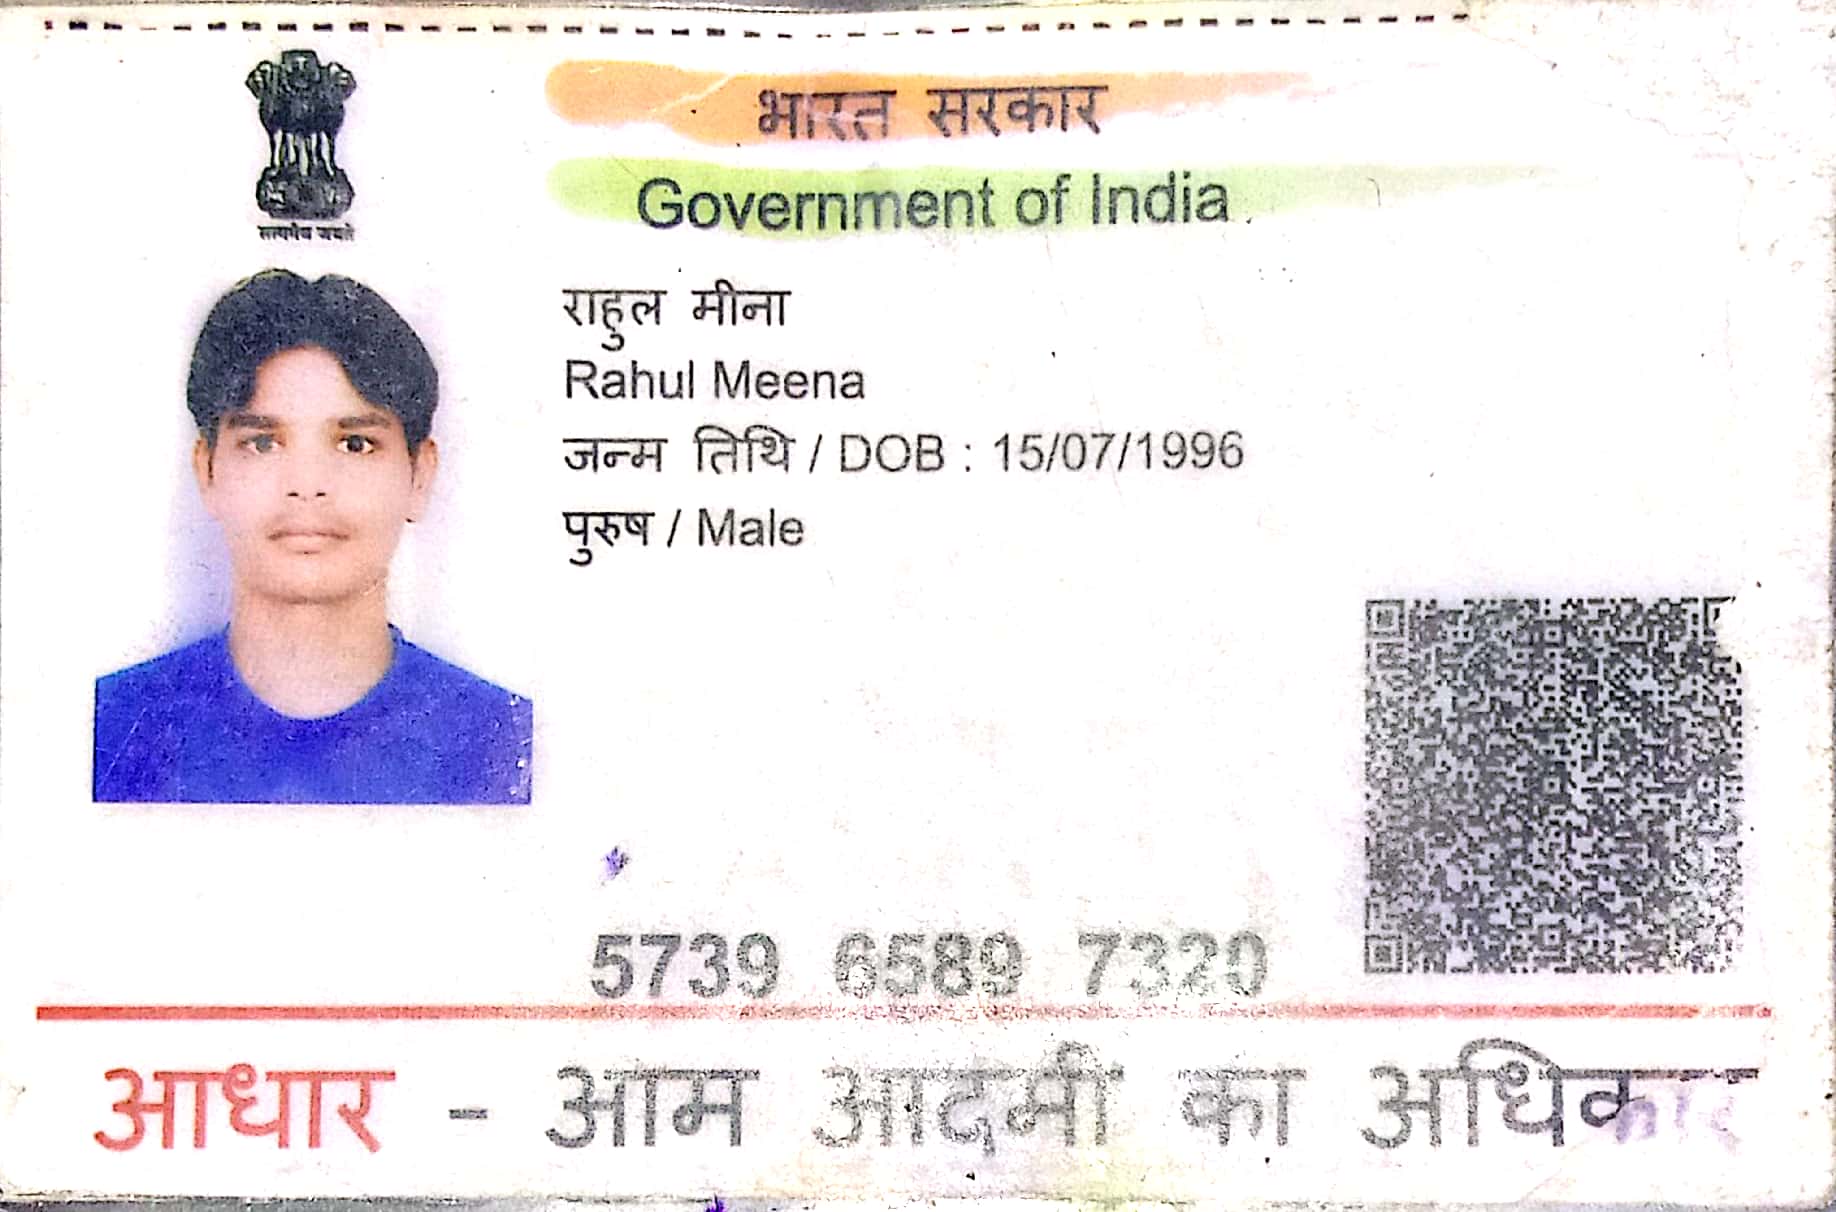 सत्यमेव जयते
भारत सरकार
Government of India
राहुल मीना
Rahul Meena
जन्म तिथि / DOB : 15/07/1996
पुरुष / Male
5739 6589 7320
आधार - आम आदमी का अधिकार